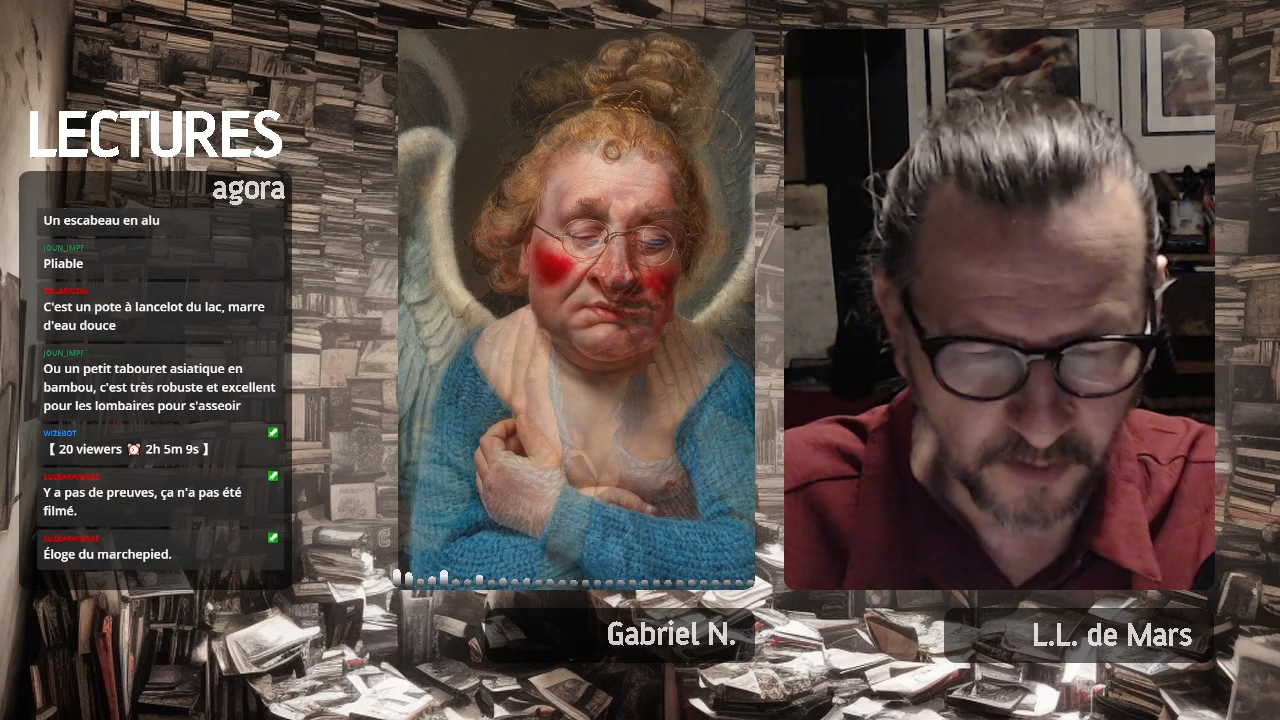 LECTURES
agora
Un escabeau en alu
JOUN_IMPF
Pliable
C'est un pote à lancelot du lac, marre
d'eau douce
JOUN_IMPF
Ou un petit tabouret asiatique en
bambou, c'est très robuste et excellent
pour les lombaires pour s'asseoir
WIZEBOT
【 20 viewers ⏰ 2h 5m 9s 】
Y a pas de preuves, ça n'a pas été
filmé.
Éloge du marchepied.
Gabriel N.
L.L. de Mars